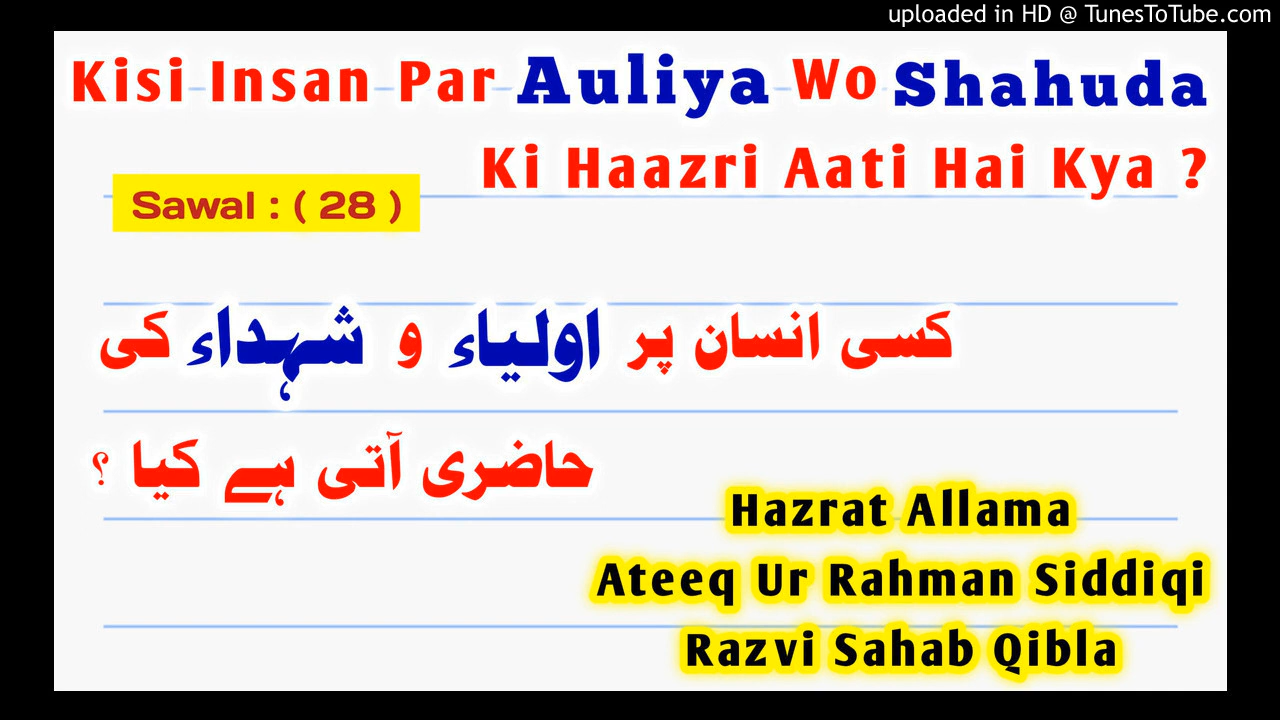 uploaded in HD @ TunesToTube.com
Kisi Insan Par Auliya Wo Shahuda
Ki Haazri Aati Hai Kya ?
Sawal : ( 28 )
کسی انسان پر اولیاء و شہداء کی
حاضری آتی ہے کیا ؟
Hazrat Allama
Ateeq Ur Rahman Siddiqi
Razvi Sahab Qibla